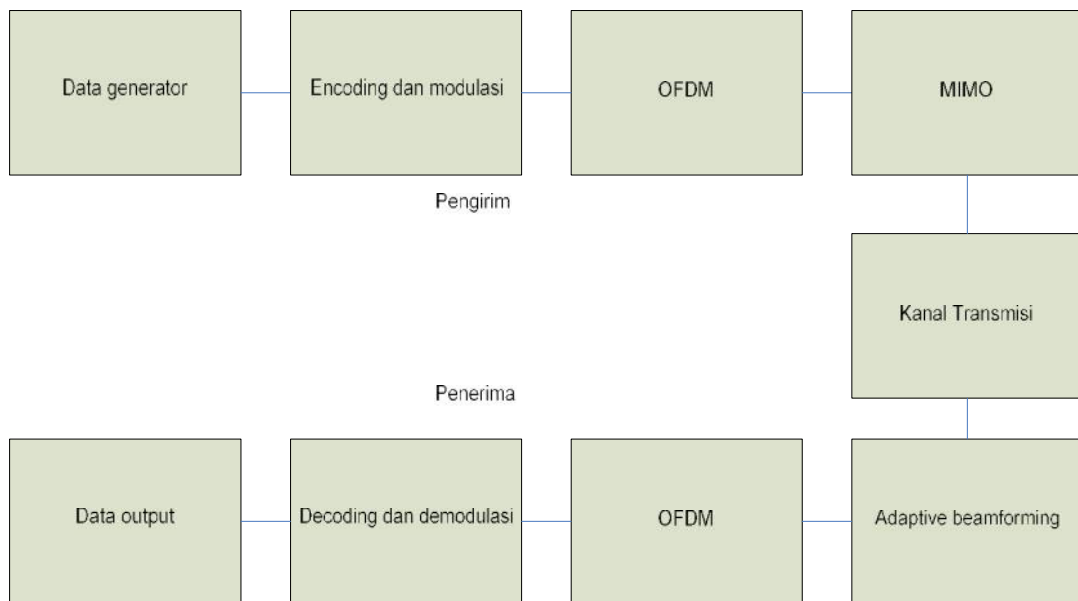 Data generator
Encoding dan modulasi
OFDM
MIMO
Pengirim
Kanal Transmisi
Penerima
Data output
Decoding dan demodulasi
OFDM
Adaptive beamforming